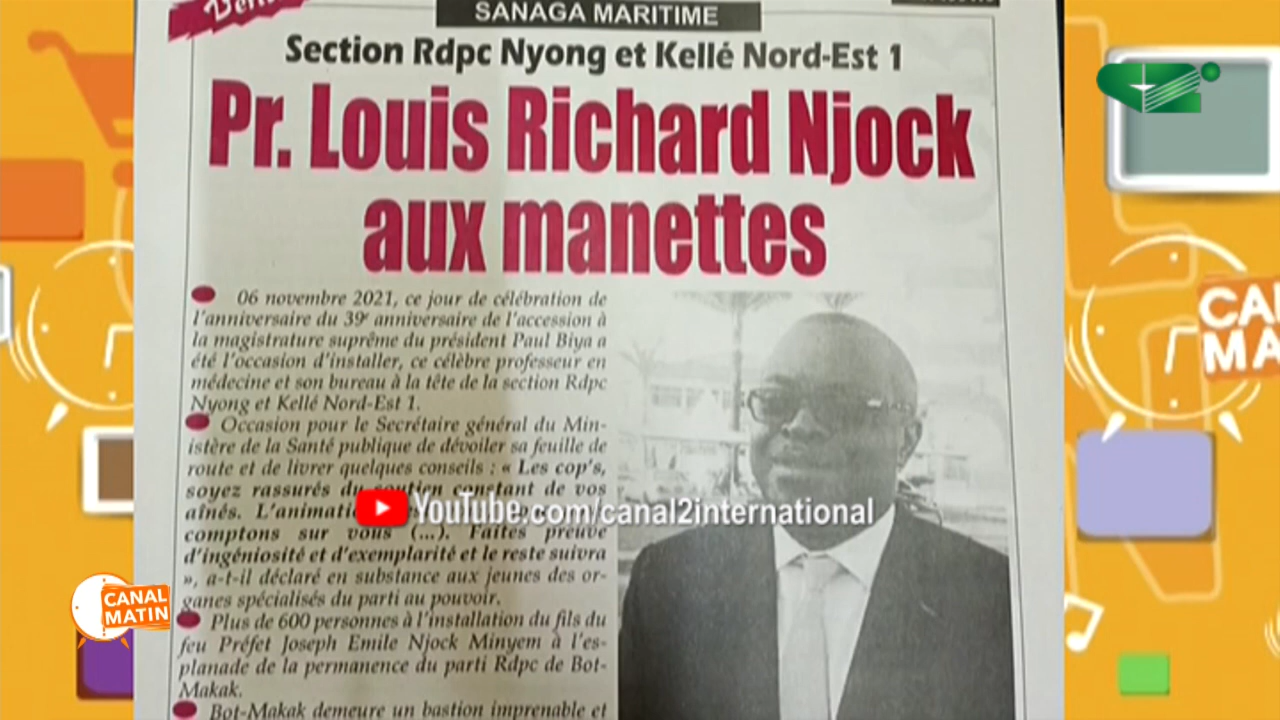 SANAGA MARITIME
Section Rdpc Nyong et Kellé Nord-Est 1
Pr. Louis Richard Njock
aux manettes
06 novembre 2021, ce jour de célébration de
l'anniversaire du 39e anniversaire de l'accession à
la magistrature suprême du président Paul Biya a
été l'occasion d'installer, ce célèbre professeur en
médecine et son bureau à la tête de la section Rdpc
Nyong et Kellé Nord-Est 1.
Occasion pour le Secrétaire général du Min-
istère de la Santé publique de dévoiler sa feuille de
route et de livrer quelques conseils : « Les cop's,
soyez rassurés du soutien constant de vos
aînés. L'animati
comptons sur vous (...). Faites preuve
d'ingéniosité et d'exemplarité et le reste suivra
», a-t-il déclaré en substance aux jeunes des or-
ganes spécialisés du parti au pouvoir.
Plus de 600 personnes à l'installation du fils du
feu Préfet Joseph Emile Njock Minyem à l'es-
planade de la permanence du parti Rdpc de Bot-
Makak.
Bot-Makak demeure un bastion imprenable et
YouTube.com/canal2international
CANAL
MATIN
CA
MA